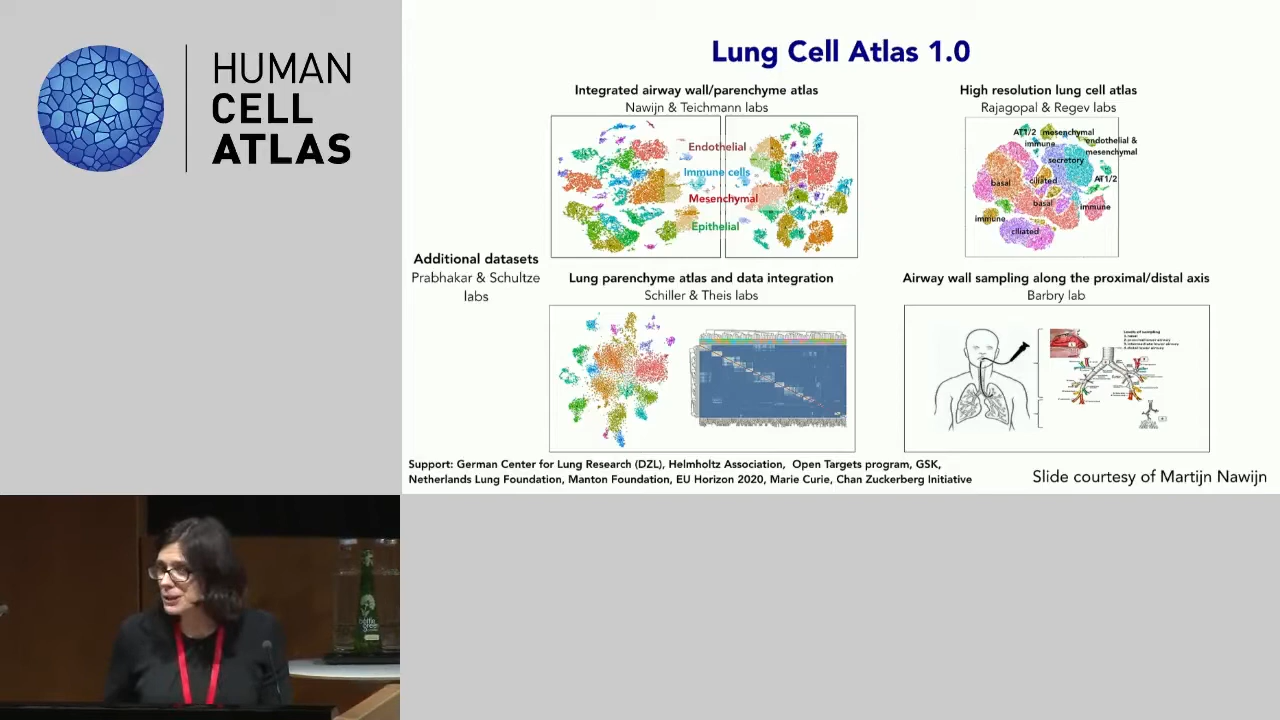 HUMAN
CELL
ATLAS
Lung Cell Atlas 1.0
Integrated airway wall/parenchyme atlas
Nawijn & Teichmann labs
Endothelial
Immune cells
Mesenchymal
Epithelial
High resolution lung cell atlas
Rajagopal & Regev labs
AT1/2
mesenchymal
immune
endothelial &
mesenchymal
secretory
AT1/2
basal
ciliated
basal
immune
immune
ciliated
Additional datasets
Prabhakar & Schultze
labs
Lung parenchyme atlas and data integration
Schiller & Theis labs
Airway wall sampling along the proximal/distal axis
Barbry lab
Levels of sampling
Support: German Center for Lung Research (DZL), Helmholtz Association, Open Targets program, GSK,
Netherlands Lung Foundation, Manton Foundation, EU Horizon 2020, Marie Curie, Chan Zuckerberg Initiative
Slide courtesy of Martijn Nawijn
bottle
green